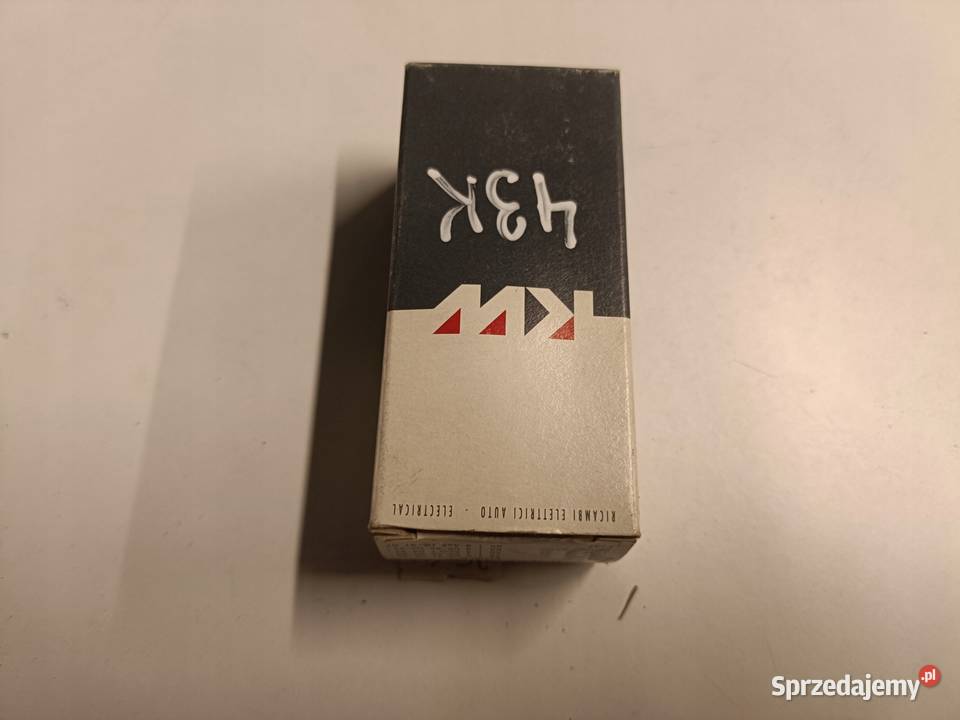 RICAMBI ELETTRICI AUTO - ELECTRICAL
KW
43K
Sprzedajemy.pl